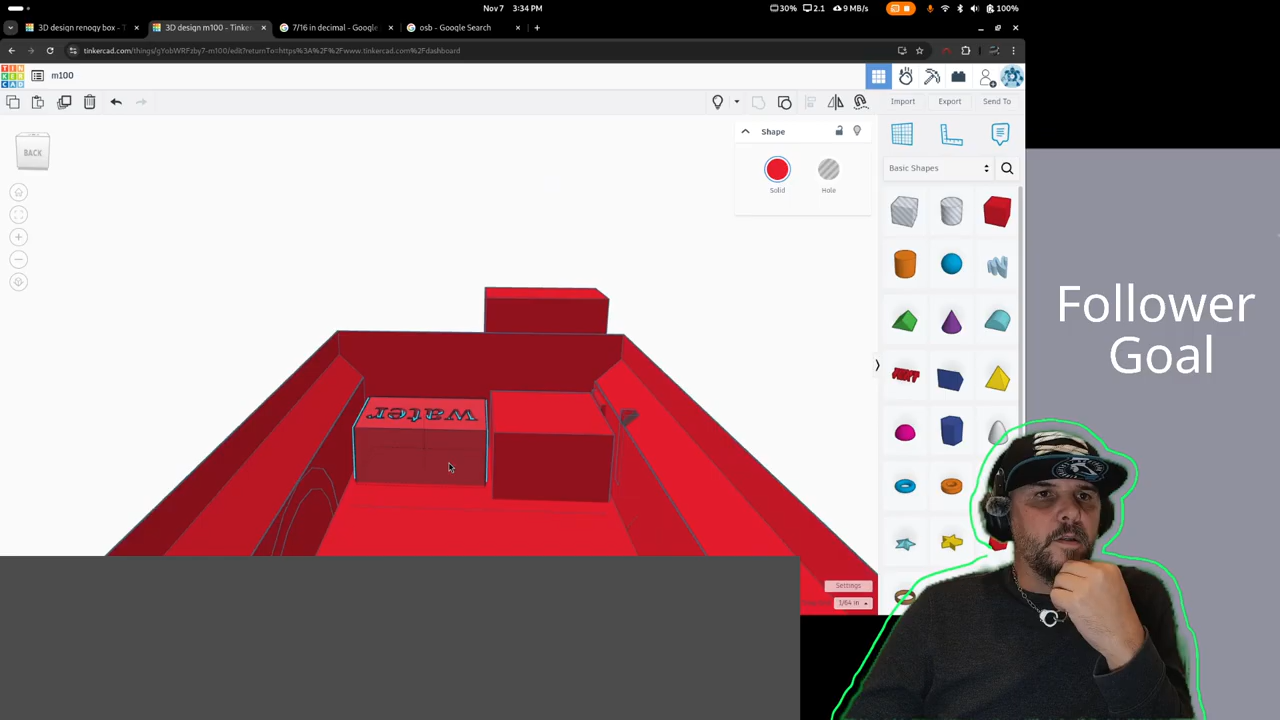 Nov 7 3:34 PM
30% 2.1 9 MB/s 100%
3D design renogy box - 3D design m100 - Tinker 7/16 in decimal - Google osb - Google Search
tinkercad.com/things/gYobWRFzby7-m100/edit?returnTo=https%3A%2F%2Fwww.tinkercad.com%2Fdashboard
m100
Import Export Send To
BACK
Shape
Solid Hole
Basic Shapes
water
Settings
1/64 in
Follower
Goal